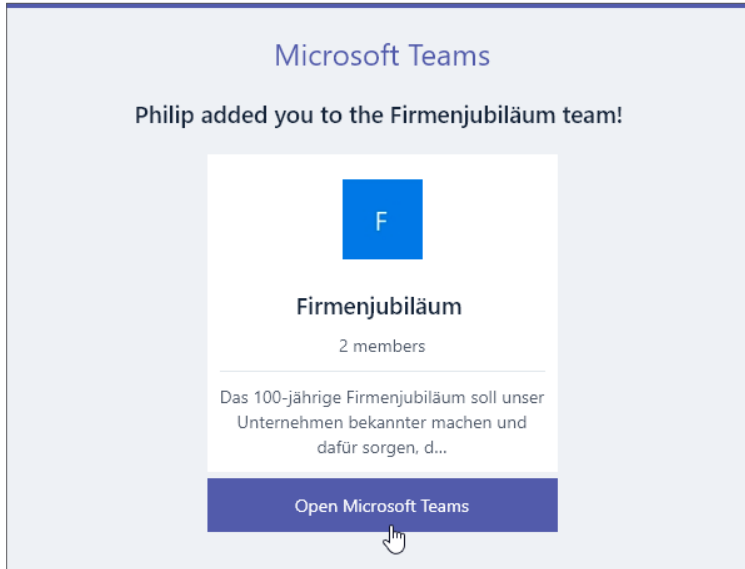 Microsoft Teams
Philip added you to the Firmenjubiläum team!
F
Firmenjubiläum
2 members
Das 100-jährige Firmenjubiläum soll unser
Unternehmen bekannter machen und
dafür sorgen, d...
Open Microsoft Teams